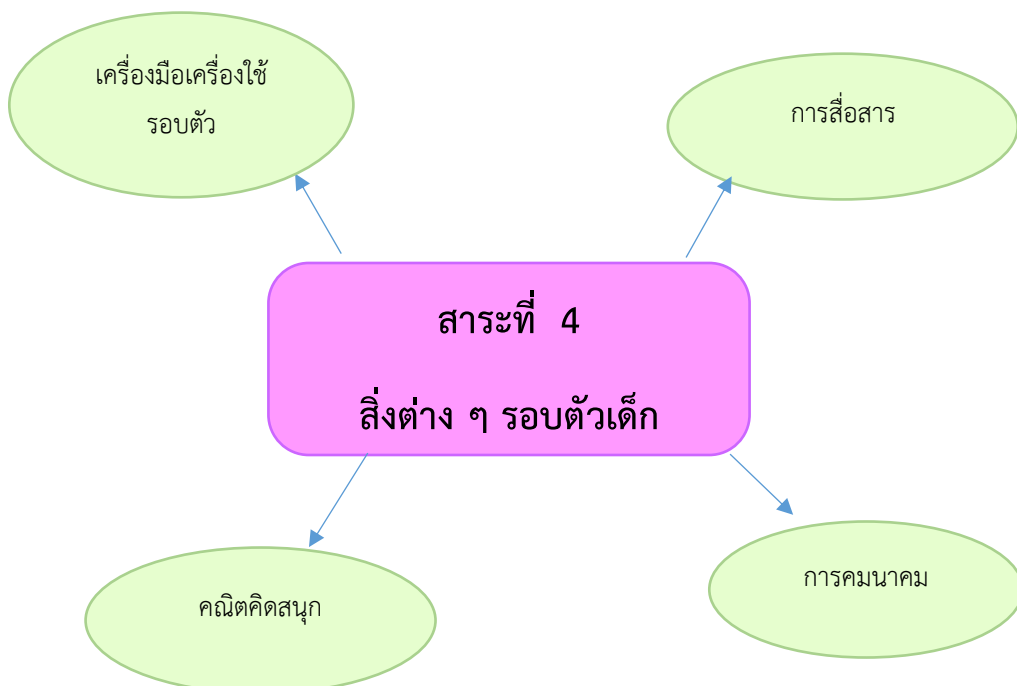 เครื่องมือเครื่องใช้
รอบตัว
การสื่อสาร
สาระที่ 4
สิ่งต่าง ๆ รอบตัวเด็ก
คณิตคิดสนุก
การคมนาคม